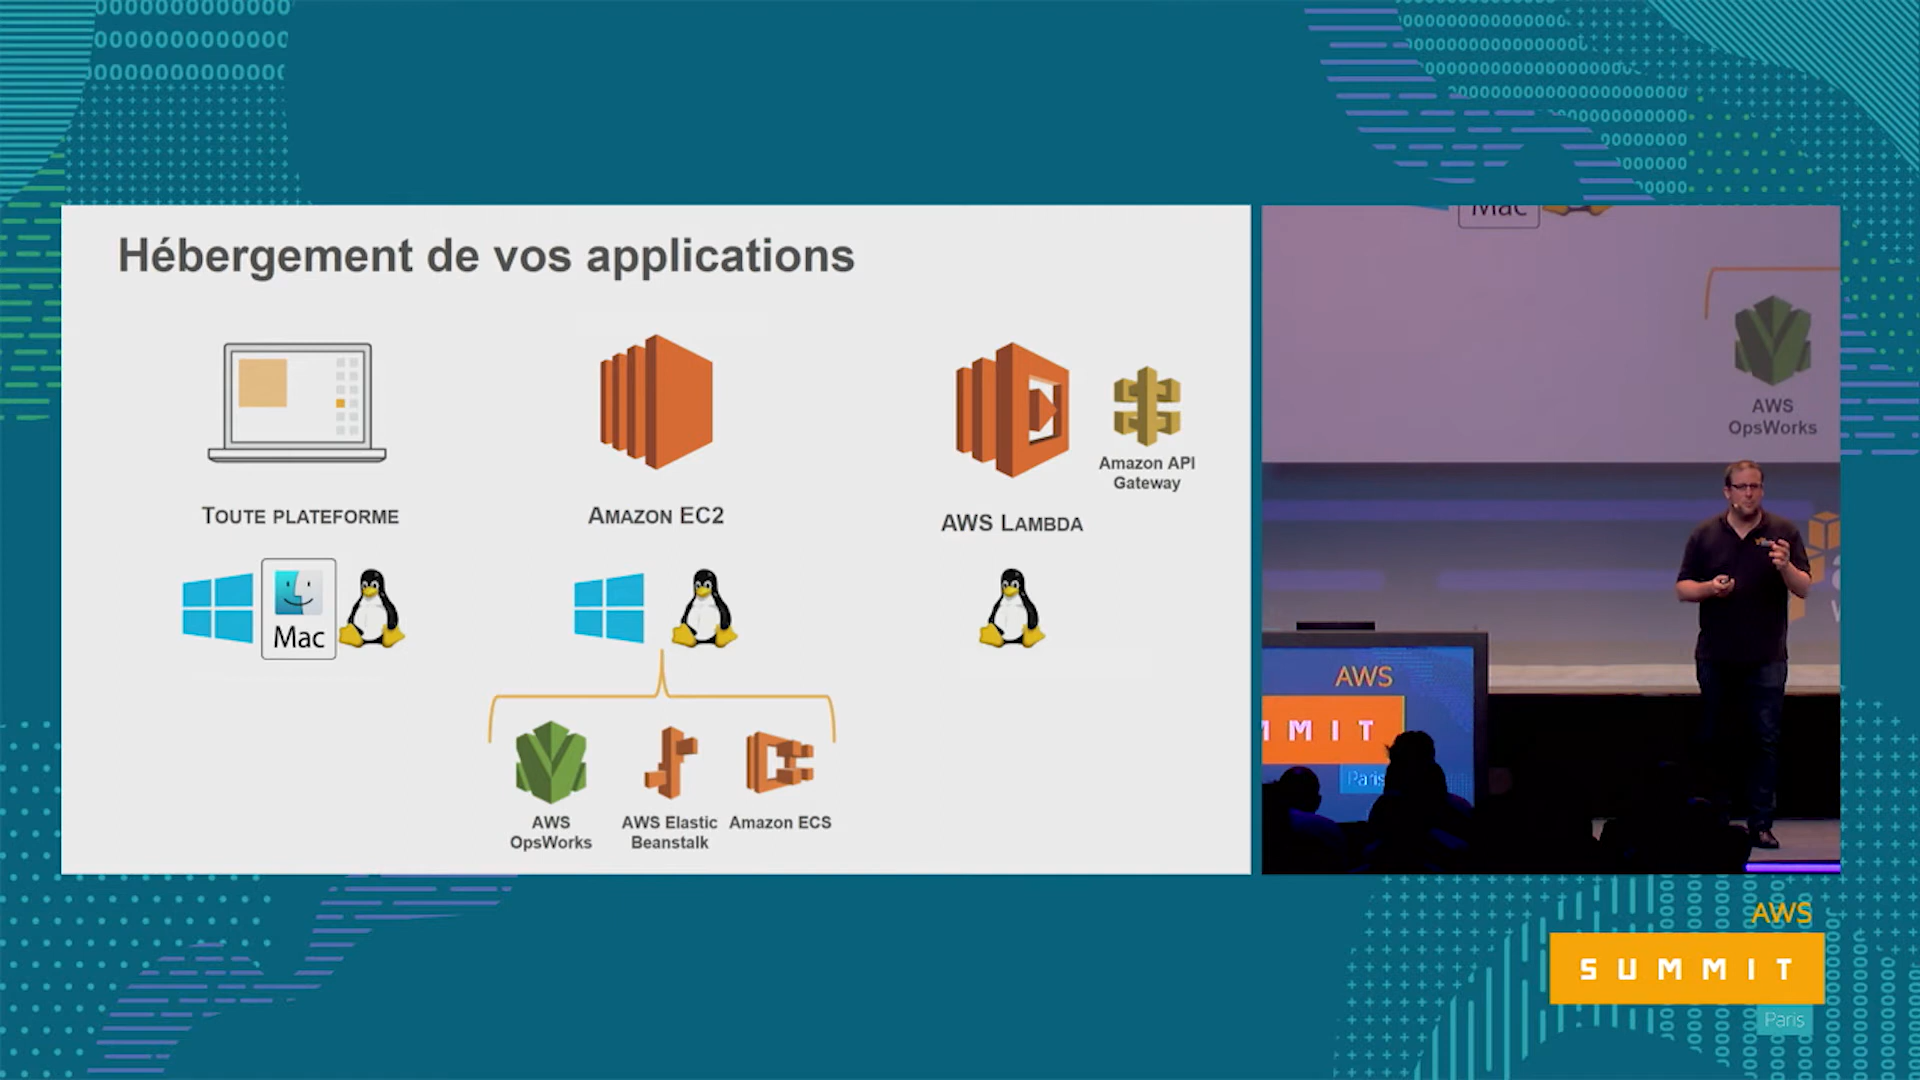 Hébergement de vos applications
TOUTE PLATEFORME
AMAZON EC2
AWS LAMBDA
Amazon API
Gateway
Mac
AWS
OpsWorks
AWS Elastic
Beanstalk
Amazon ECS
Mac
AWS
OpsWorks
AWS
MMIT
Paris
AWS
SUMMIT
Paris